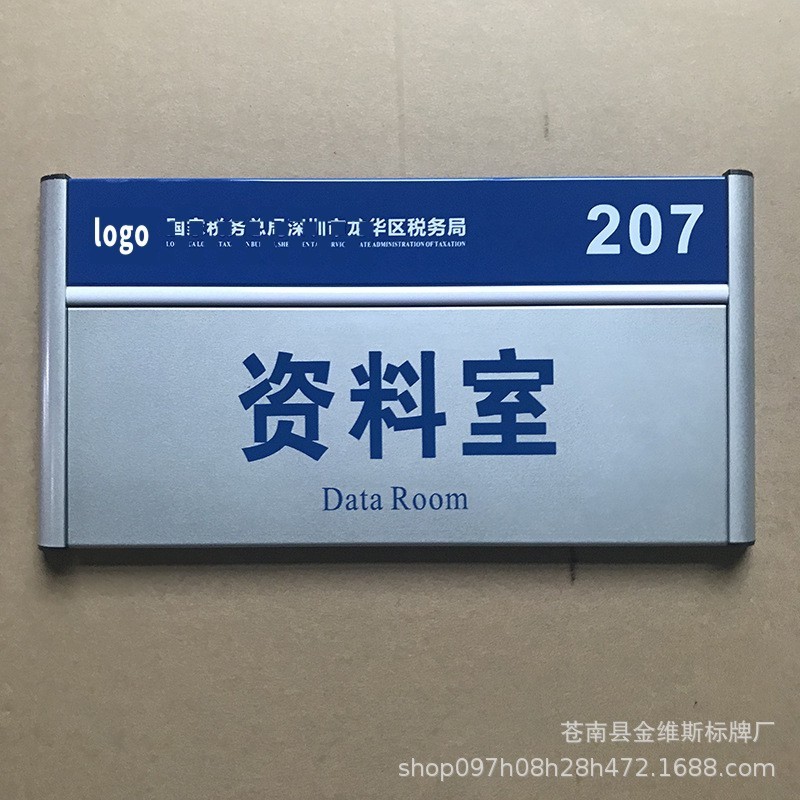 logo
华区税务局
ATE ADMINISTRATION OF TAXATION
207
资料室
Data Room
苍南县金维斯标牌厂
shop097h08h28h472.1688.com